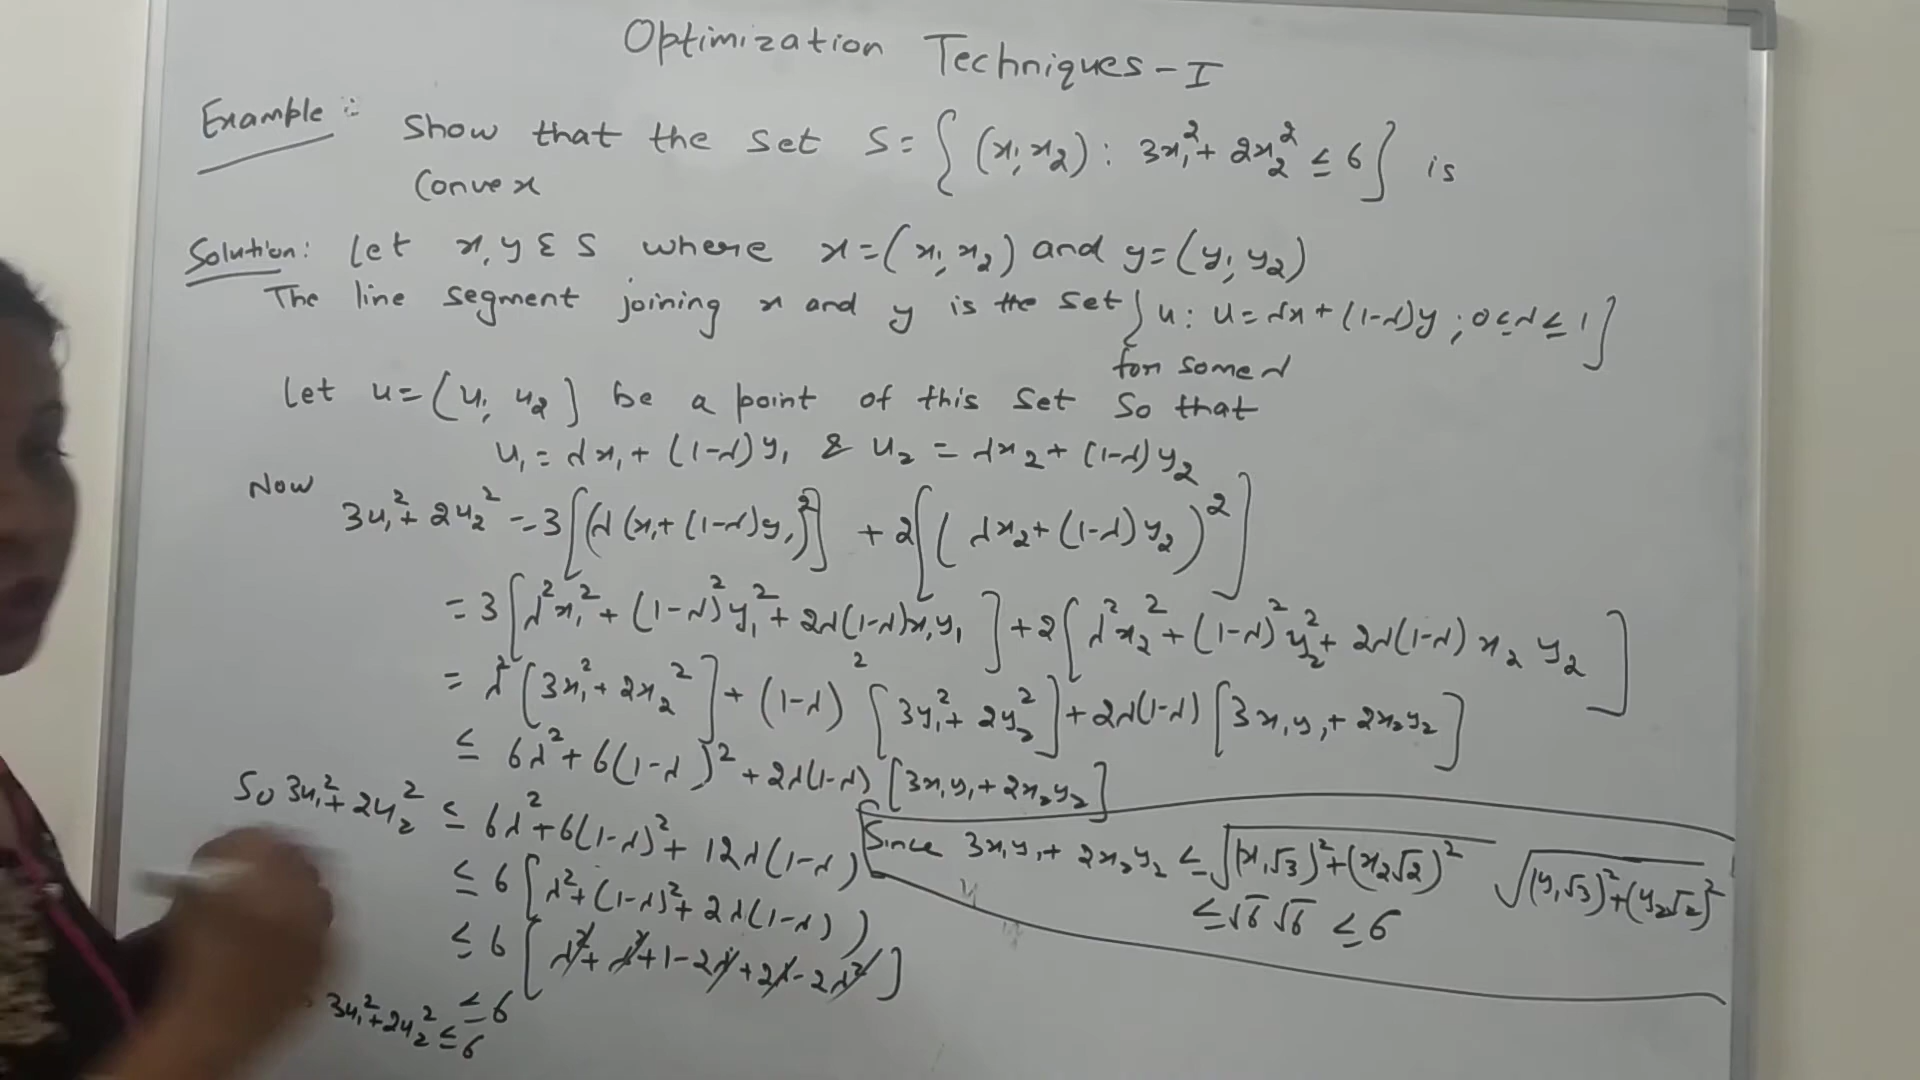 Optimization Techniques-I
Example: Show that the set S = { (x₁, x₂) : 3x₁² + 2x₂² ≤ 6 } is
Convex
Solution: Let x, y ε S where x = (x₁, x₂) and y = (y₁, y₂)
The line segment joining x and y is the set { u : u = λx + (1-λ)y ; 0 ≤ λ ≤ 1 }
for some λ
Let u = (u₁, u₂) be a point of this set so that
u₁ = λx₁ + (1-λ)y₁ & u₂ = λx₂ + (1-λ)y₂
Now
3u₁² + 2u₂² = 3[(λ(x₁ + (1-λ)y₁)²] + 2[(λx₂ + (1-λ)y₂)²]
= 3[λ²x₁² + (1-λ)²y₁² + 2λ(1-λ)x₁y₁] + 2[λ²x₂² + (1-λ)²y₂² + 2λ(1-λ)x₂y₂]
= λ²[3x₁² + 2x₂²] + (1-λ)²[3y₁² + 2y₂²] + 2λ(1-λ)[3x₁y₁ + 2x₂y₂]
≤ 6λ² + 6(1-λ)² + 2λ(1-λ)[3x₁y₁ + 2x₂y₂]
So 3u₁² + 2u₂² ≤ 6λ² + 6(1-λ)² + 12λ(1-λ)
Since 3x₁y₁ + 2x₂y₂ ≤ √((x₁√3)² + (x₂√2)²) √((y₁√3)² + (y₂√2)²)
≤ √6 √6 ≤ 6
≤ 6[λ² + (1-λ)² + 2λ(1-λ))
≤ 6[λ² + λ² + 1 - 2λ + 2λ - 2λ²]
≤ 6
3u₁² + 2u₂² ≤ 6